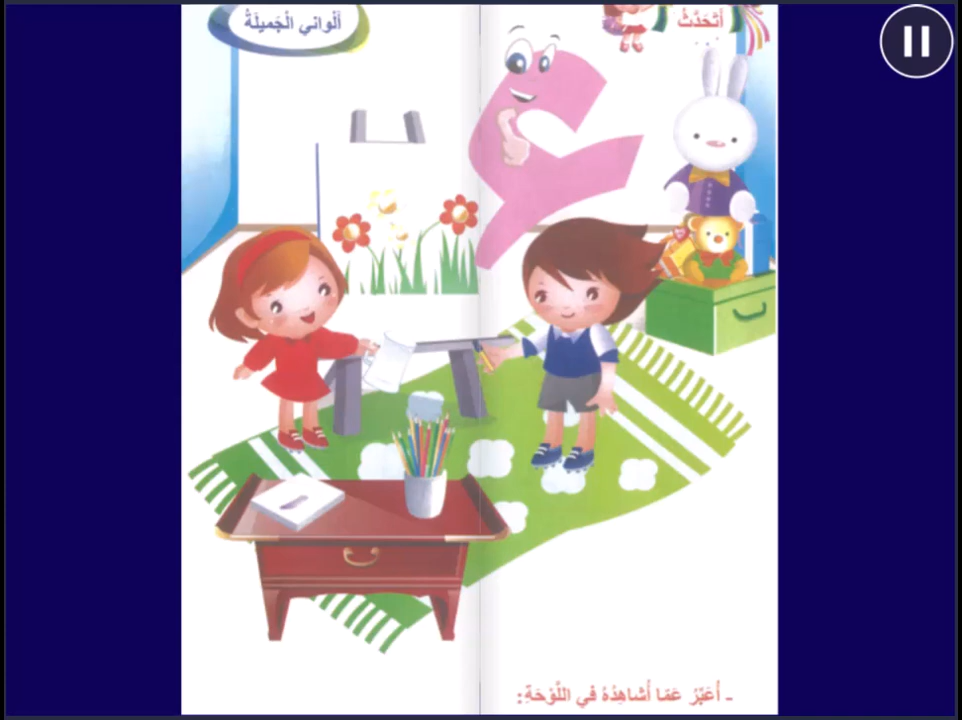 أَتَحَدَّثُ
أَلْواني الْجَميلَةُ
- أُعَبِّرُ عَمّا أُشاهِدُهُ في اللَّوْحَةِ: